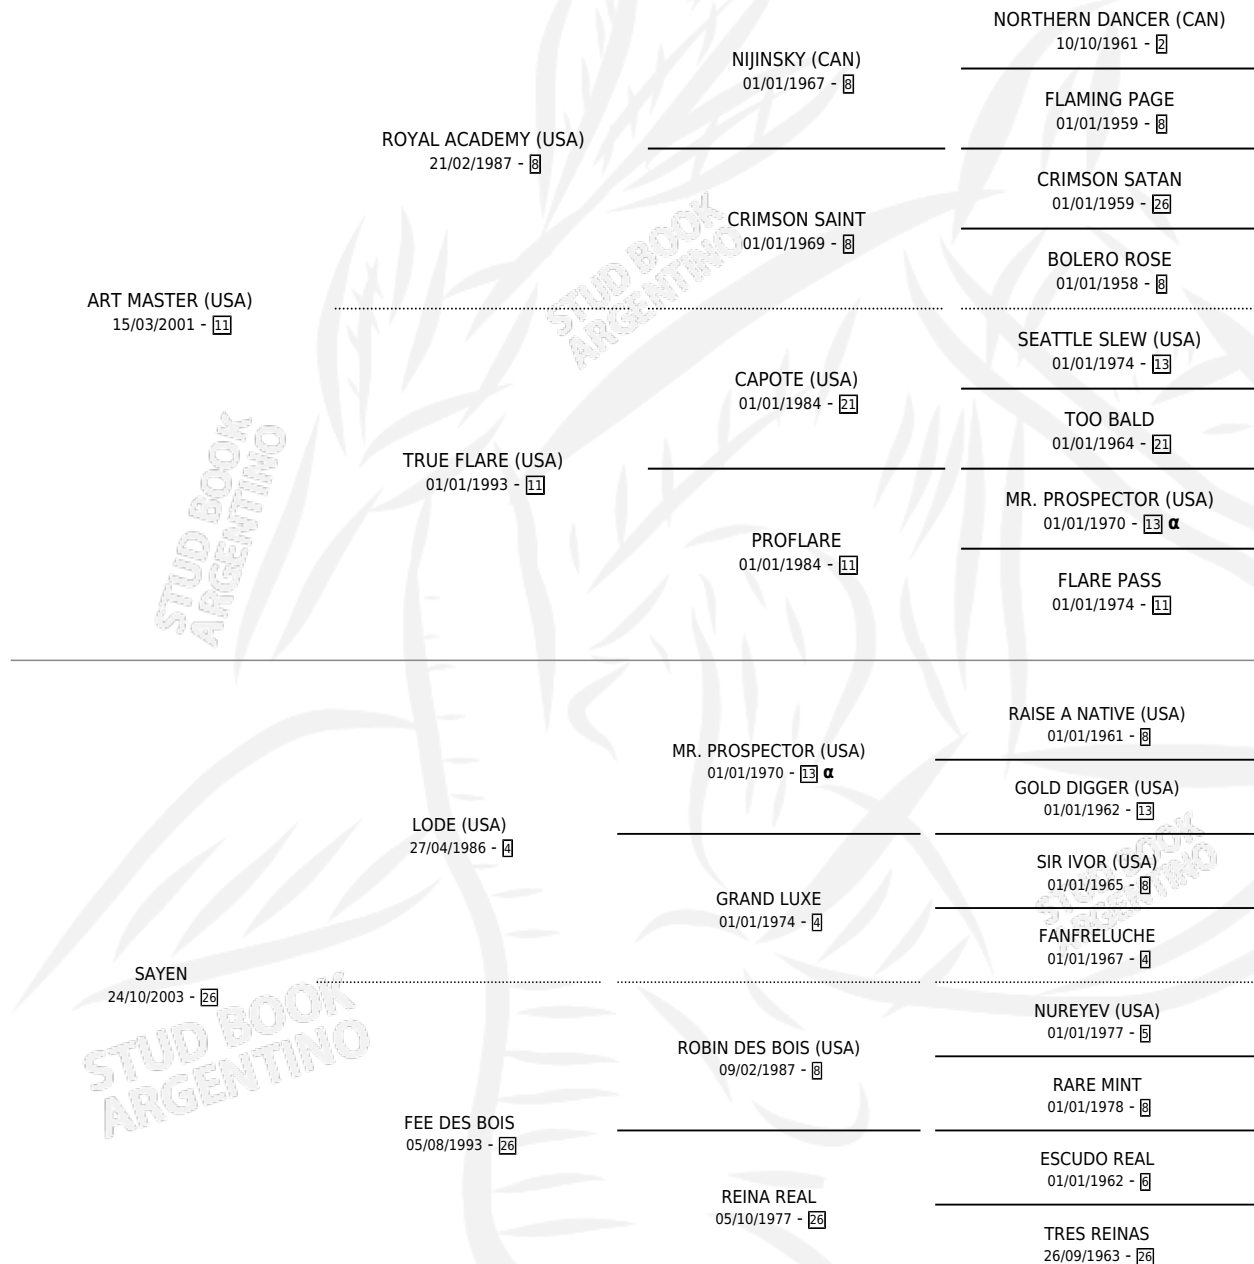 NORTHERN DANCER (CAN)
10/10/1961 - 2
NIJINSKY (CAN)
01/01/1967 - 8
FLAMING PAGE
01/01/1959 - 8
ROYAL ACADEMY (USA)
21/02/1987 - 8
CRIMSON SATAN
01/01/1959 - 26
CRIMSON SAINT
01/01/1969 - 8
BOLERO ROSE
01/01/1958 - 8
ART MASTER (USA)
15/03/2001 - 11
SEATTLE SLEW (USA)
01/01/1974 - 13
CAPOTE (USA)
01/01/1984 - 21
TOO BALD
01/01/1964 - 21
TRUE FLARE (USA)
01/01/1993 - 11
MR. PROSPECTOR (USA)
01/01/1970 - 13 α
PROFLARE
01/01/1984 - 11
FLARE PASS
01/01/1974 - 11
RAISE A NATIVE (USA)
01/01/1961 - 8
MR. PROSPECTOR (USA)
01/01/1970 - 13 α
GOLD DIGGER (USA)
01/01/1962 - 13
LODE (USA)
27/04/1986 - 4
SIR IVOR (USA)
01/01/1965 - 8
GRAND LUXE
01/01/1974 - 4
FANFRELUCHE
01/01/1967 - 4
SAYEN
24/10/2003 - 26
NUREYEV (USA)
01/01/1977 - 5
ROBIN DES BOIS (USA)
09/02/1987 - 8
RARE MINT
01/01/1978 - 8
FEE DES BOIS
05/08/1993 - 26
ESCUDO REAL
01/01/1962 - 6
REINA REAL
05/10/1977 - 26
TRES REINAS
26/09/1963 - 26
STUD BOOK
ARGENTINO
STUD BOOK
ARGENTINO
STUD BOOK
ARGENTINO
STUD BOOK
ARGENTINO